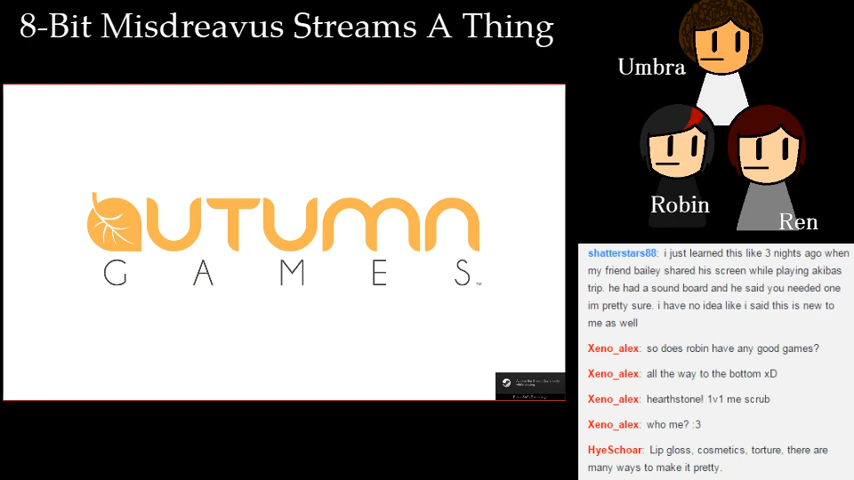 8-Bit Misdreavus Streams A Thing
Umbra
Robin
Ren
AUTUMN
GAMES
shatterstars88: i just learned this like 3 nights ago when
my friend bailey shared his screen while playing akibas
trip. he had a sound board and he said you needed one
im pretty sure. i have no idea like i said this is new to
me as well
Xeno_alex: so does robin have any good games?
Xeno_alex: all the way to the bottom xD
Xeno_alex: hearthstone! 1v1 me scrub
Xeno_alex: who me? :3
HyeSchoar: Lip gloss, cosmetics, torture, there are
many ways to make it pretty.